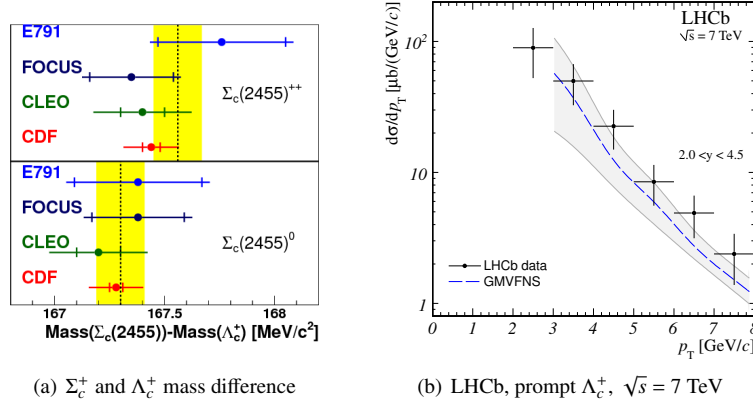 E791
FOCUS
CLEO
CDF
Σc(2455)++
E791
FOCUS
CLEO
CDF
Σc(2455)0
167 167.5 168
Mass(Σc(2455))-Mass(Λc+) [MeV/c2]
(a) Σc+ and Λc+ mass difference
dσ/dpT [μb/(GeV/c)]
LHCb
√s = 7 TeV
10²
10
1
2.0 <y < 4.5
LHCb data
GMVFNS
0 1 2 3 4 5 6 7 8
pT [GeV/c]
(b) LHCb, prompt Λc+, √s = 7 TeV